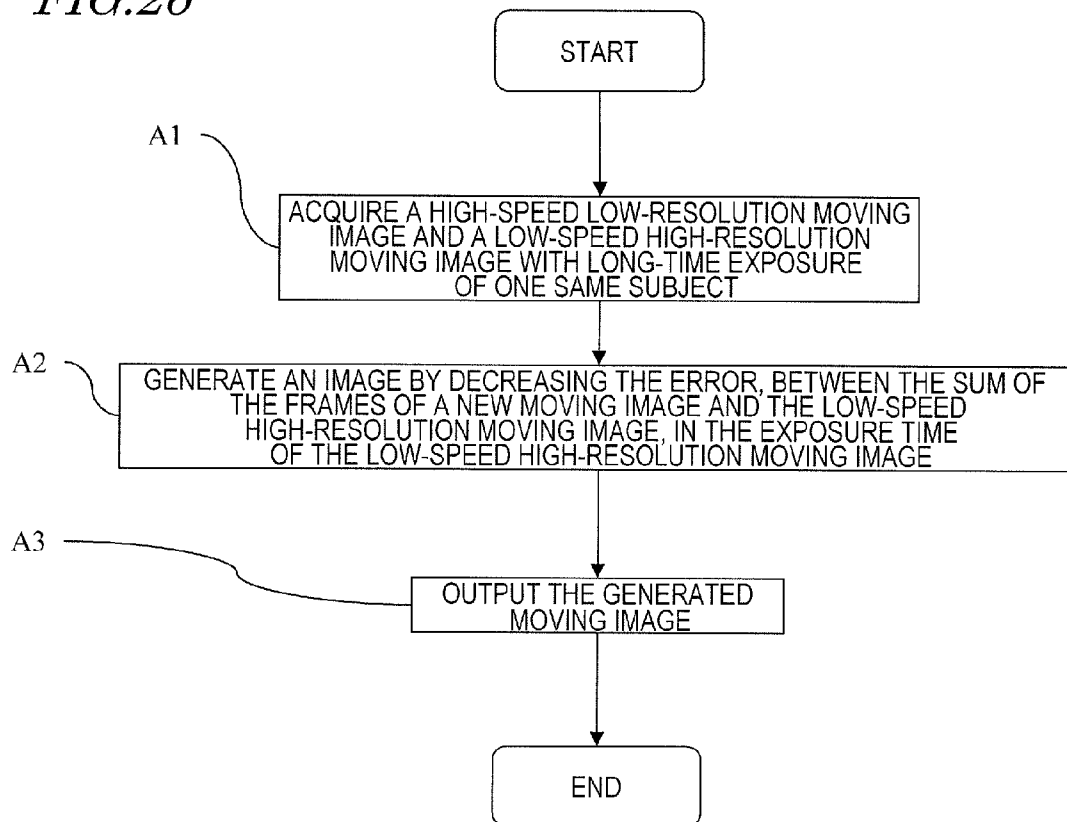 START
A1
ACQUIRE A HIGH-SPEED LOW-RESOLUTION MOVING
IMAGE AND A LOW-SPEED HIGH-RESOLUTION
MOVING IMAGE WITH LONG-TIME EXPOSURE
OF ONE SAME SUBJECT
A2
GENERATE AN IMAGE BY DECREASING THE ERROR, BETWEEN THE SUM OF
THE FRAMES OF A NEW MOVING IMAGE AND THE LOW-SPEED
HIGH-RESOLUTION MOVING IMAGE, IN THE EXPOSURE TIME
OF THE LOW-SPEED HIGH-RESOLUTION MOVING IMAGE
A3
OUTPUT THE GENERATED
MOVING IMAGE
END